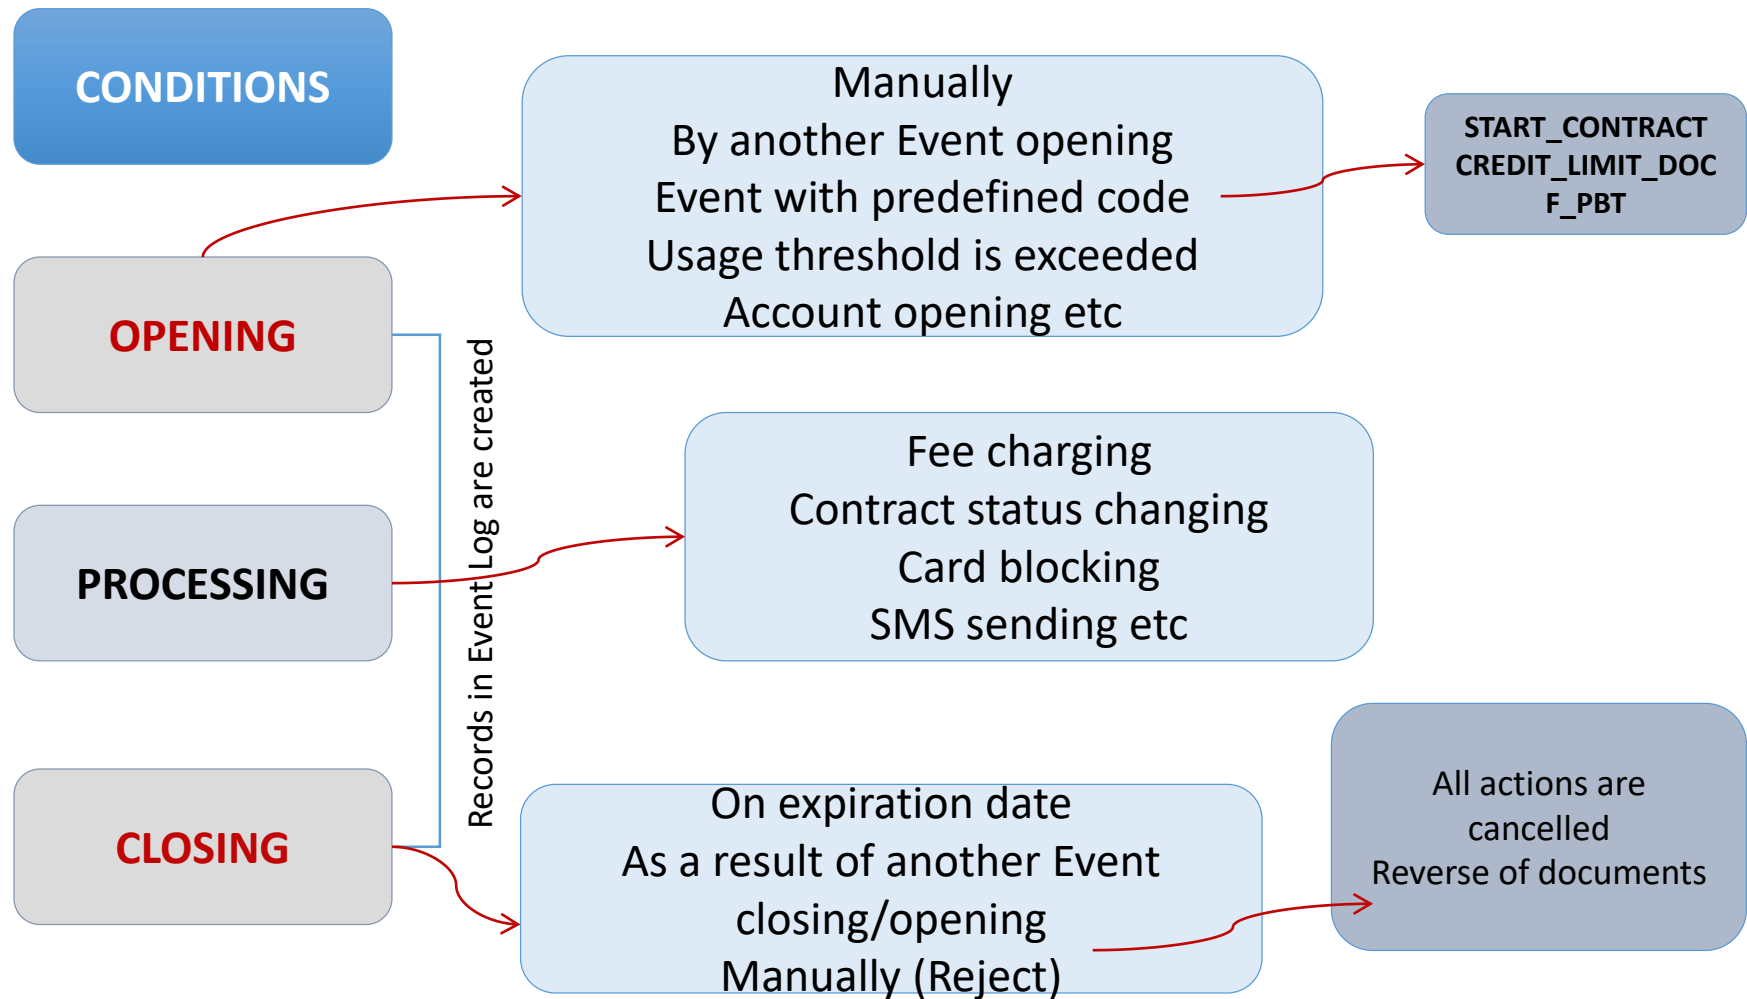 CONDITIONS
Manually
By another Event opening
Event with predefined code
Usage threshold is exceeded
Account opening etc
START_CONTRACT
CREDIT_LIMIT_DOC
F_PBT
OPENING
Records in Event Log are created
PROCESSING
Fee charging
Contract status changing
Card blocking
SMS sending etc
CLOSING
On expiration date
As a result of another Event
closing/opening
Manually (Reject)
All actions are
cancelled
Reverse of documents